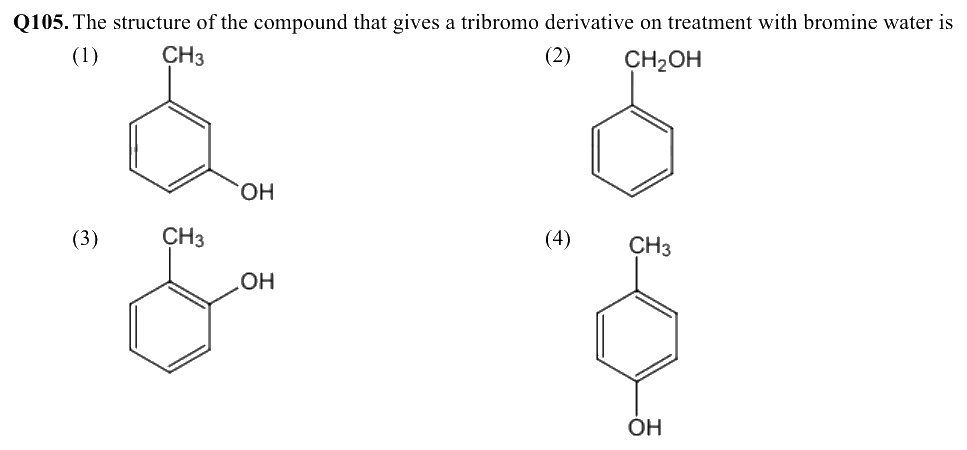 Q105. The structure of the compound that gives a tribromo derivative on treatment with bromine water is
(1) CH3 (2) CH2OH
OH
(3) CH3 (4) CH3
OH
OH